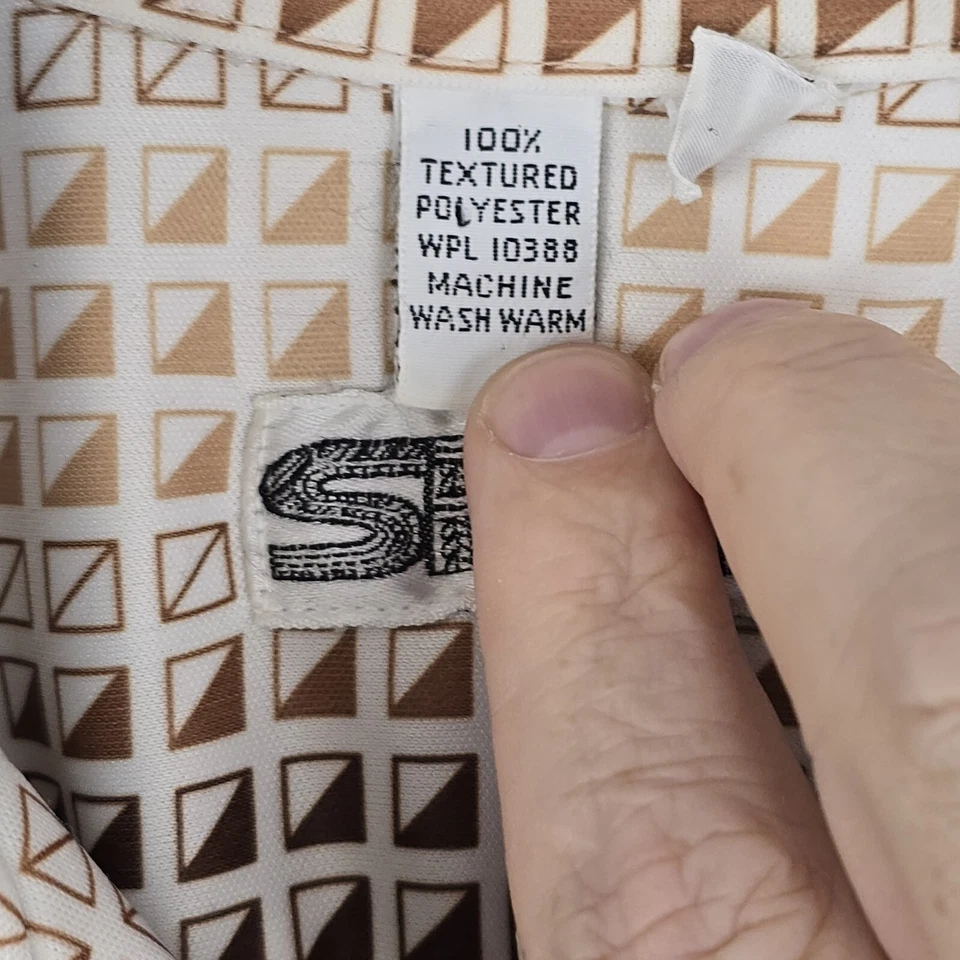 100%
TEXTURED
POLYESTER
WPL 10388
MACHINE
WASH WARM